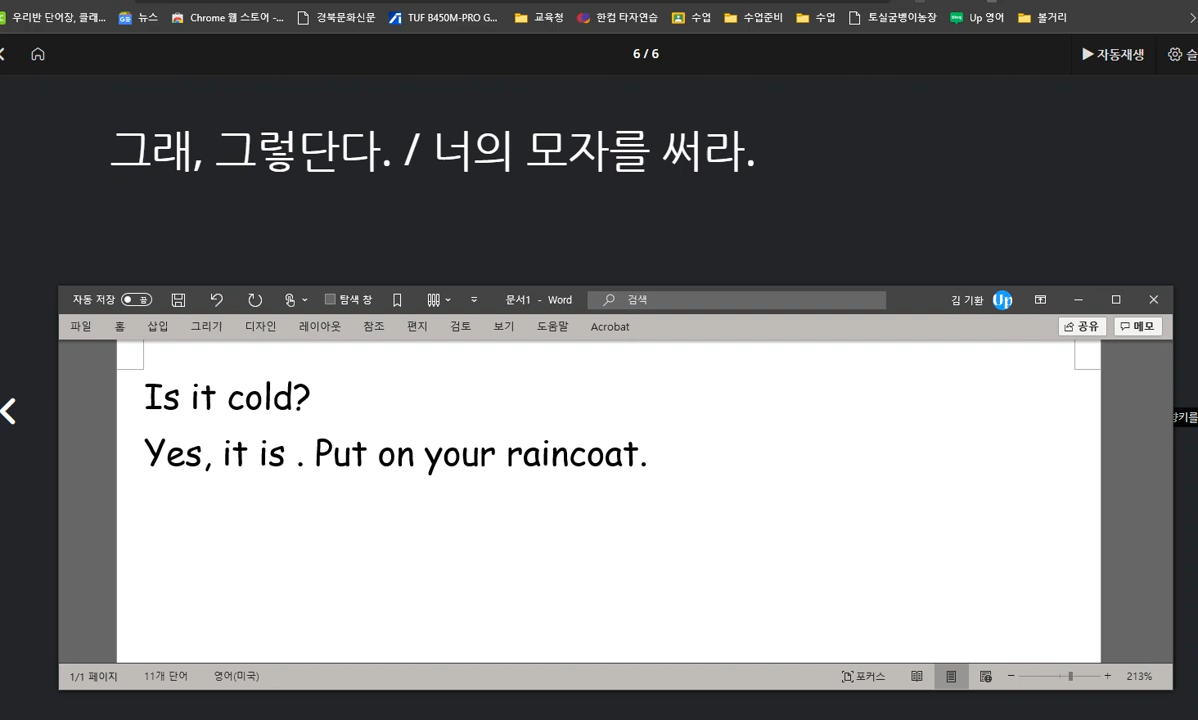 우리반 단어장, 클래... 뉴스 Chrome 웹 스토어 -... 경북문화신문 TUF B450M-PRO G... 교육청 한컴 타자연습 수업 수업준비 수업 토실굼벵이농장 Up 영어 볼거리
6 / 6 자동재생 슬
그래, 그렇단다. / 너의 모자를 써라.
자동 저장 끔 탐색 창 문서1 - Word 검색 김 기환 Up
파일 홈 삽입 그리기 디자인 레이아웃 참조 편지 검토 보기 도움말 Acrobat 공유 메모
Is it cold?
향키를
Yes, it is . Put on your raincoat.
1/1 페이지 11개 단어 영어(미국) 포커스 213%